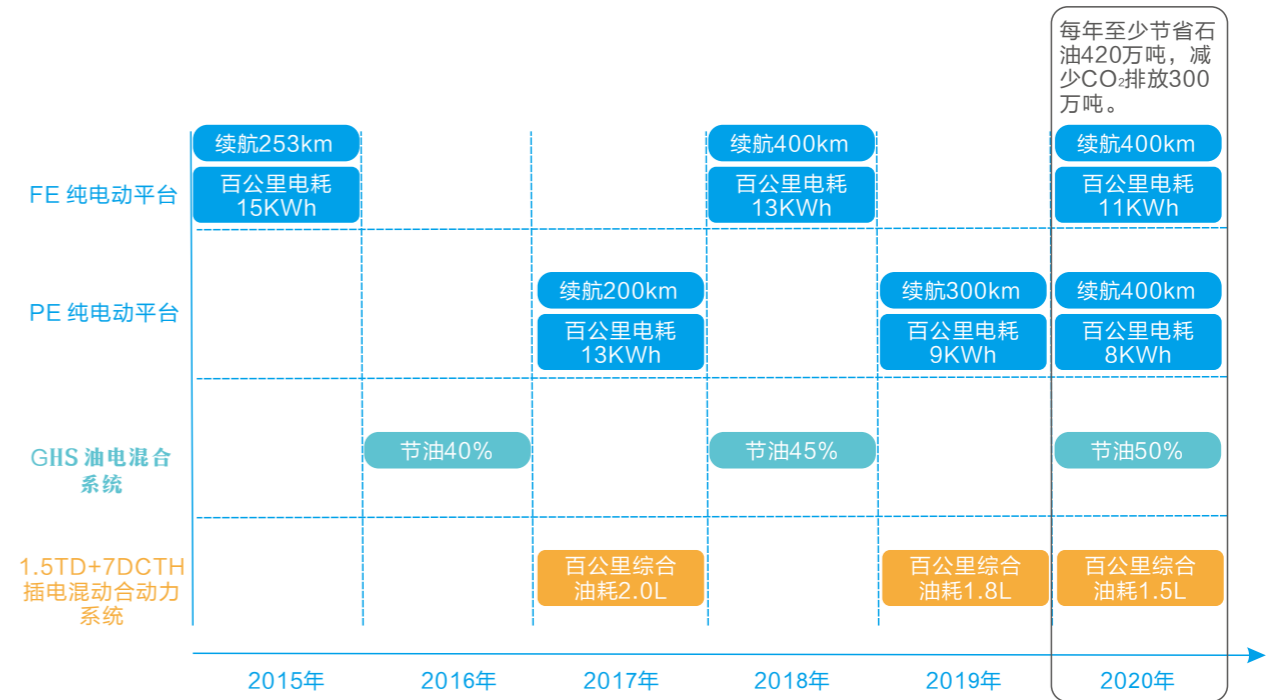 每年至少节省石
油420万吨，减
少CO₂排放300
万吨。
续航253km
续航400km
续航400km
FE 纯电动平台
百公里电耗
15KWh
百公里电耗
13KWh
百公里电耗
11KWh
续航200km
续航300km
续航400km
PE 纯电动平台
百公里电耗
13KWh
百公里电耗
9KWh
百公里电耗
8KWh
GHS 油电混合
系统
节油40%
节油45%
节油50%
1.5TD+7DCTH
插电混动合动力
系统
百公里综合
油耗2.0L
百公里综合
油耗1.8L
百公里综合
油耗1.5L
2015年
2016年
2017年
2018年
2019年
2020年